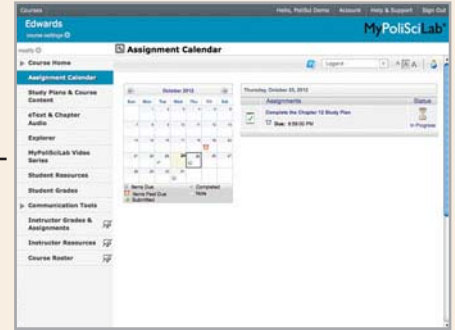 Courses
Hello, PoliSci Demo Account Help & Support Sign Out
Edwards
course settings
MyPoliSciLab
modify
Assignment Calendar
Course Home
Legend
A A A
Assignment Calendar
Study Plans & Course
Content
eText & Chapter
Audio
Explorer
MyPoliSciLab Video
Series
Student Resources
Student Grades
Communication Tools
Instructor Grades &
Assignments
Instructor Resources
Course Roster
October 2012
Sun Mon Tue Wed Thu Fri Sat
Items Due
Completed
Items Past Due
Note
Submitted
Thursday, October 25, 2012
Assignments
Status
Complete the Chapter 12 Study Plan
Due: 4:59:00 PM
In Progress